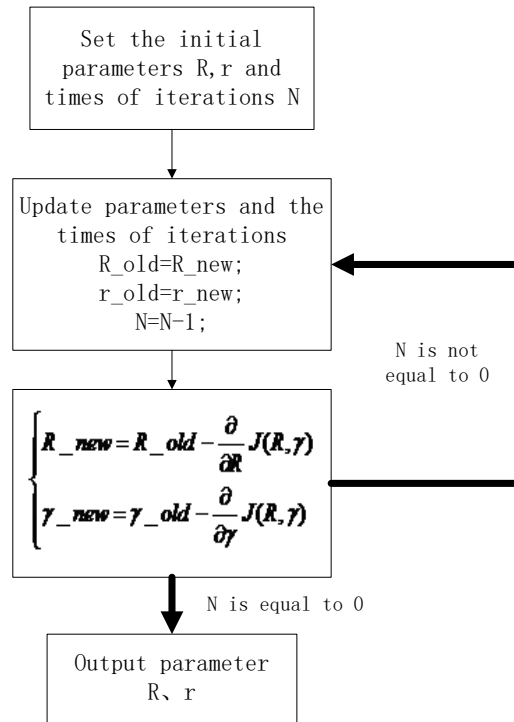 Set the initial
parameters R,r and
times of iterations N
Update parameters and the
times of iterations
R_old=R_new;
r_old=r_new;
N=N-1;
N is not
equal to 0
R_new = R_old - ∂/∂R J(R,γ)
γ_new = γ_old - ∂/∂γ J(R,γ)
N is equal to 0
Output parameter
R、r